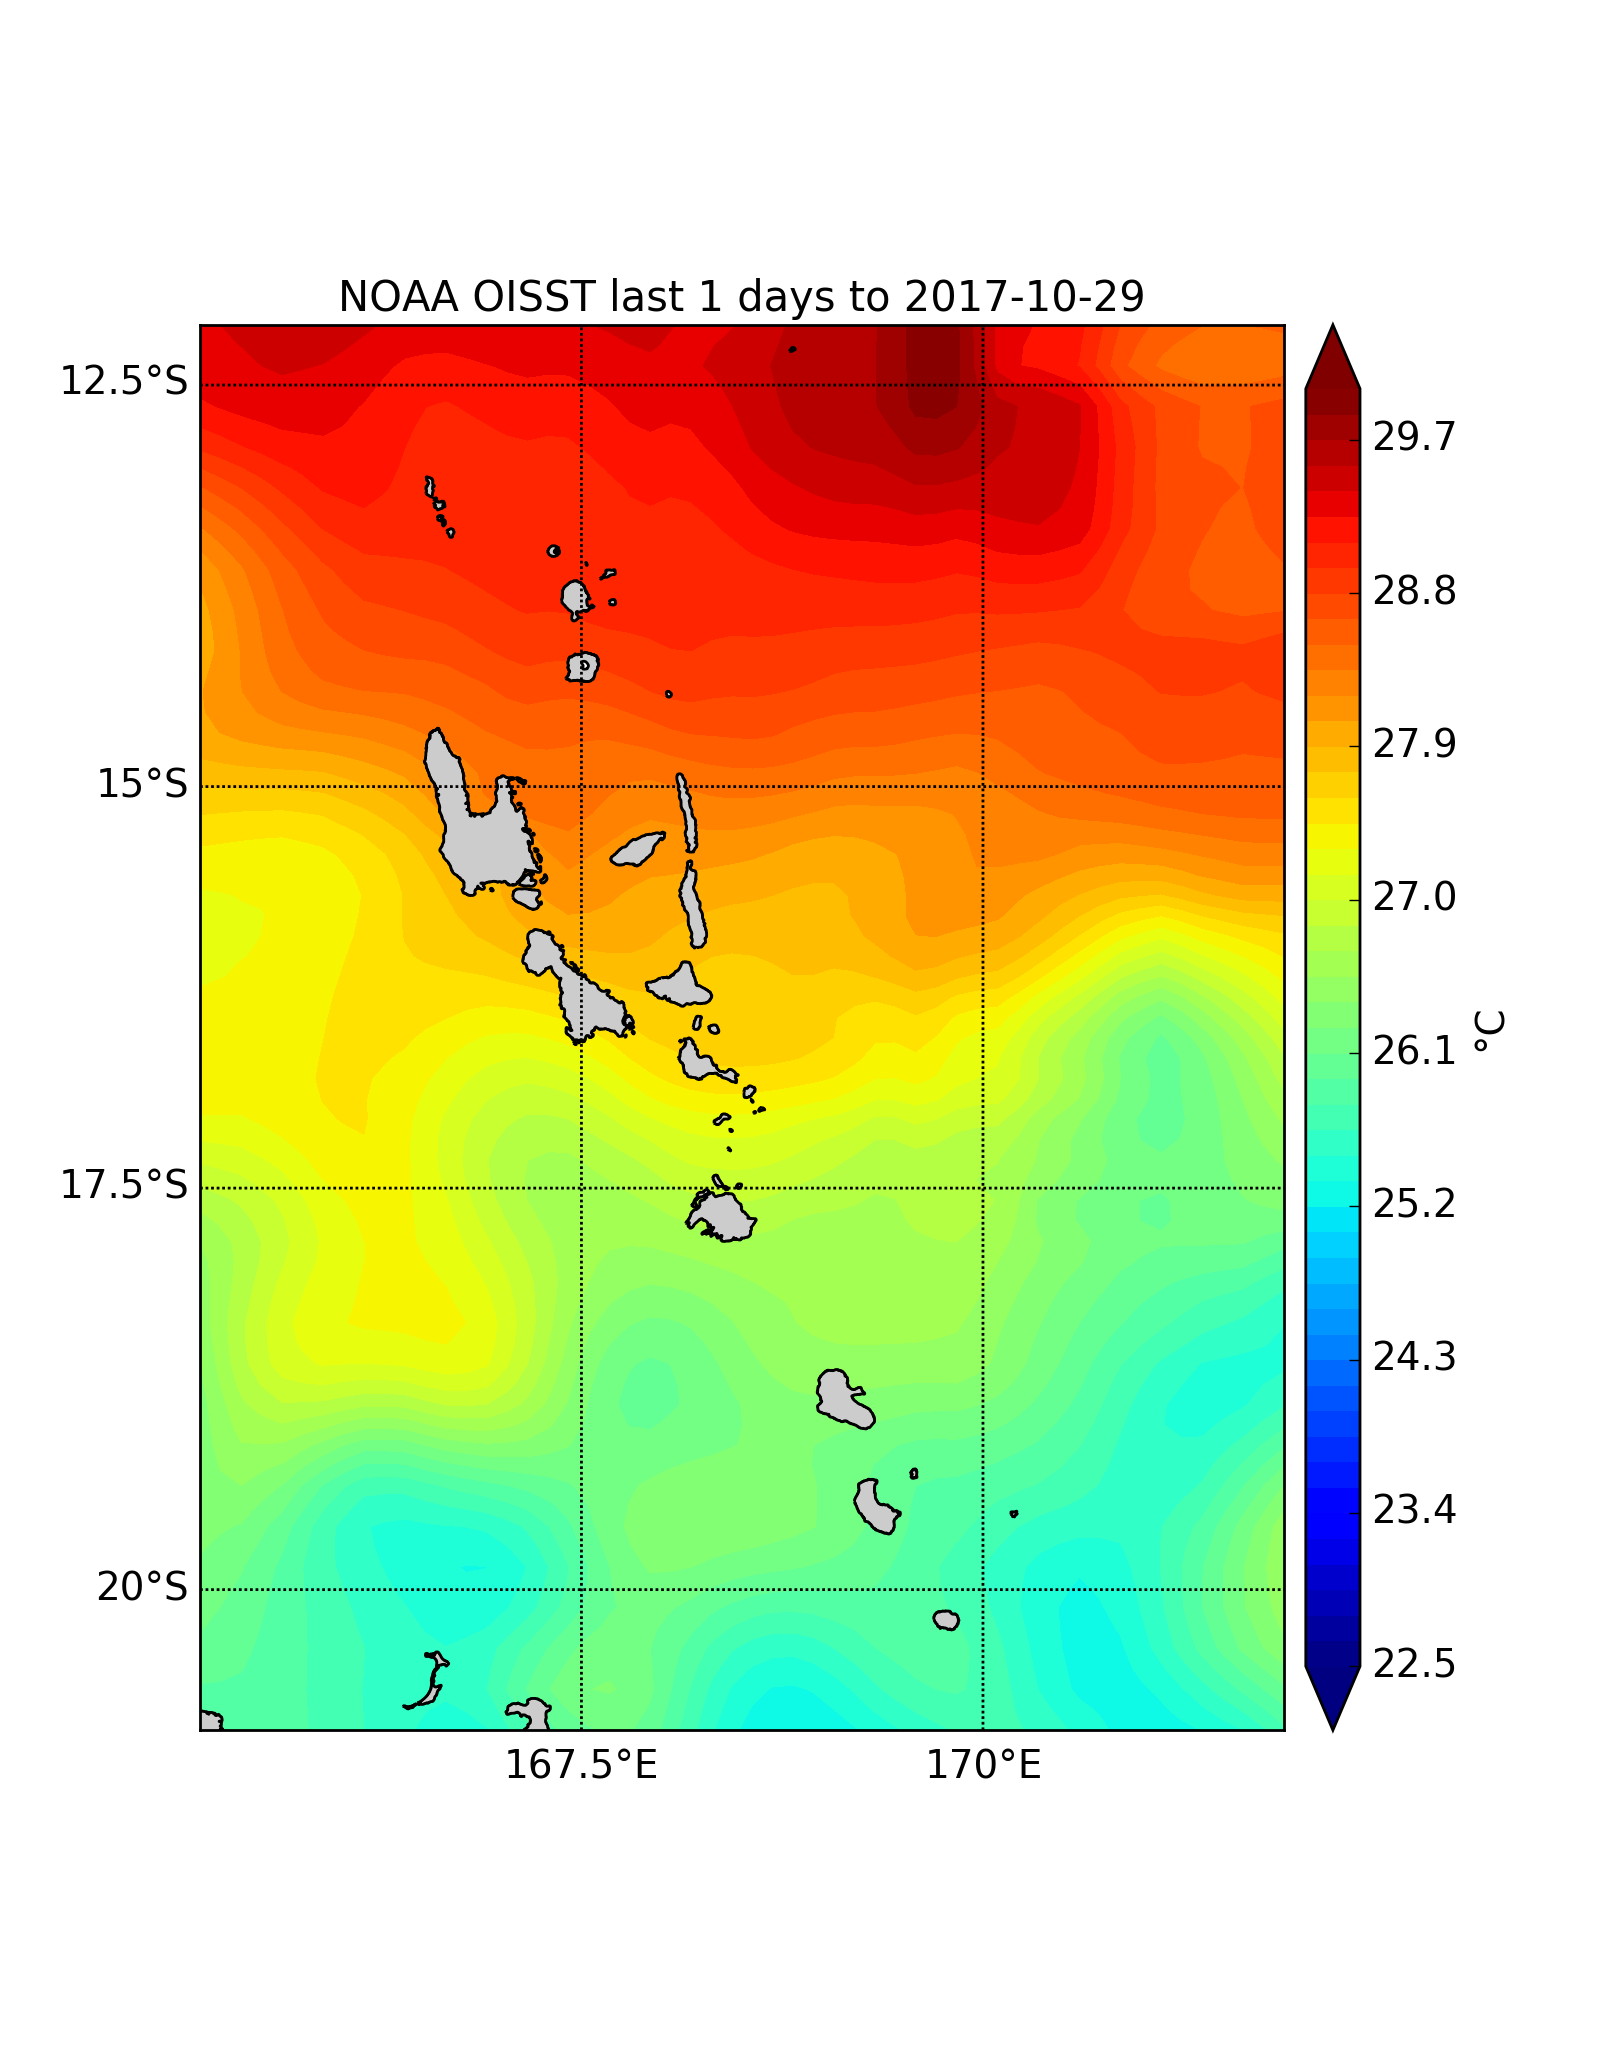 NOAA OISST last 1 days to 2017-10-29
12.5°S
15°S
17.5°S
20°S
167.5°E
170°E
29.7
28.8
27.9
27.0
26.1
25.2
24.3
23.4
22.5
°C